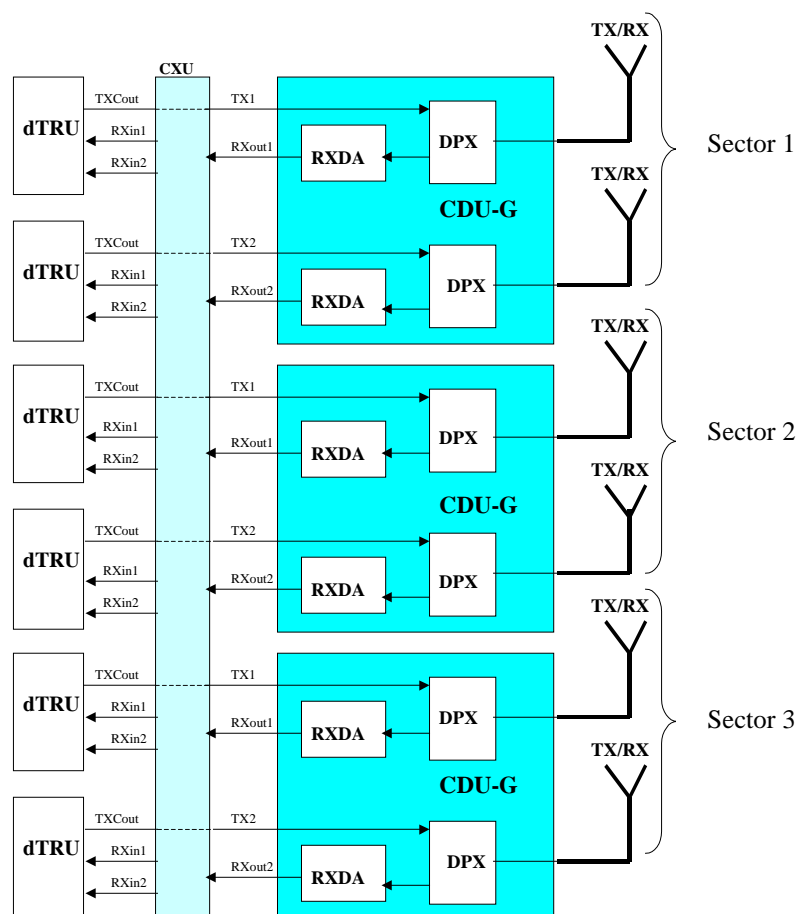 TX/RX
CXU
TXCout TX1
dTRU RXin1 RXout1 RXDA DPX Sector 1
RXin2
TX/RX
CDU-G
TXCout TX2
dTRU RXin1 RXout2 RXDA DPX
RXin2
TX/RX
TXCout TX1
dTRU RXin1 RXout1 RXDA DPX Sector 2
RXin2
TX/RX
CDU-G
TXCout TX2
dTRU RXin1 RXout2 RXDA DPX
RXin2
TX/RX
TXCout TX1
dTRU RXin1 RXout1 RXDA DPX Sector 3
RXin2
TX/RX
CDU-G
TXCout TX2
dTRU RXin1 RXout2 RXDA DPX
RXin2